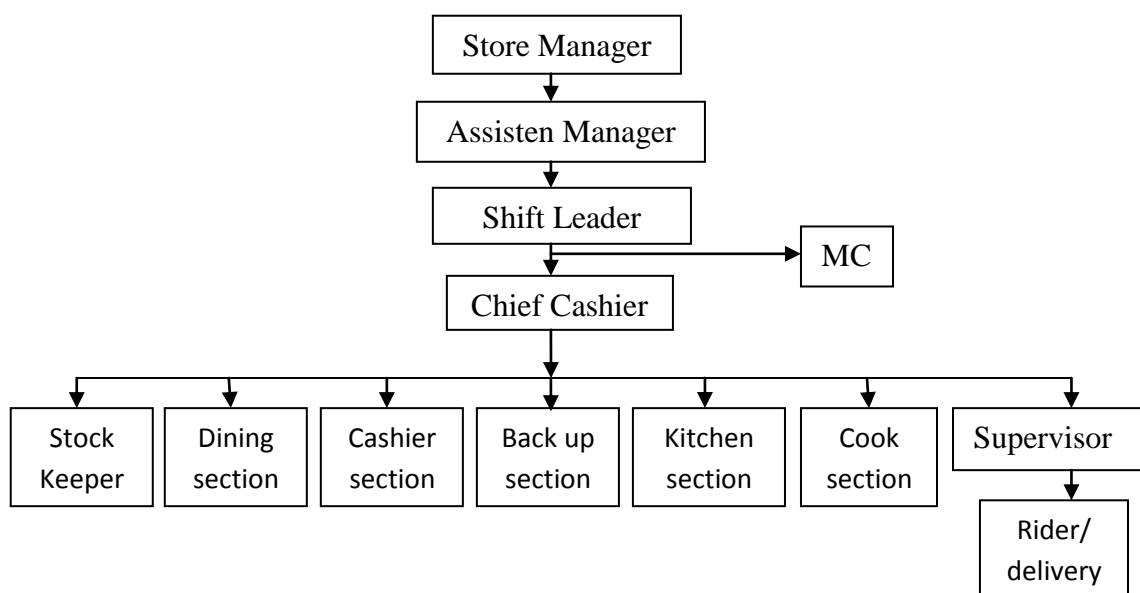 Store Manager
Assisten Manager
Shift Leader
MC
Chief Cashier
Stock
Keeper
Dining
section
Cashier
section
Back up
section
Kitchen
section
Cook
section
Supervisor
Rider/
delivery